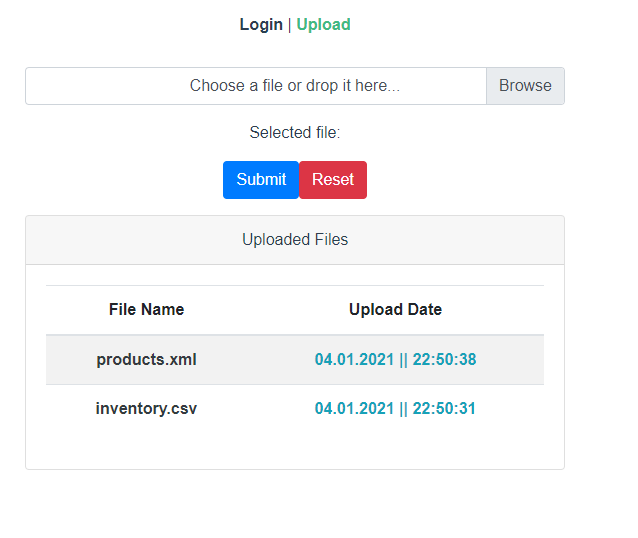 Login | Upload
Choose a file or drop it here... Browse
Selected file:
Submit Reset
Uploaded Files
File Name Upload Date
products.xml 04.01.2021 || 22:50:38
inventory.csv 04.01.2021 || 22:50:31